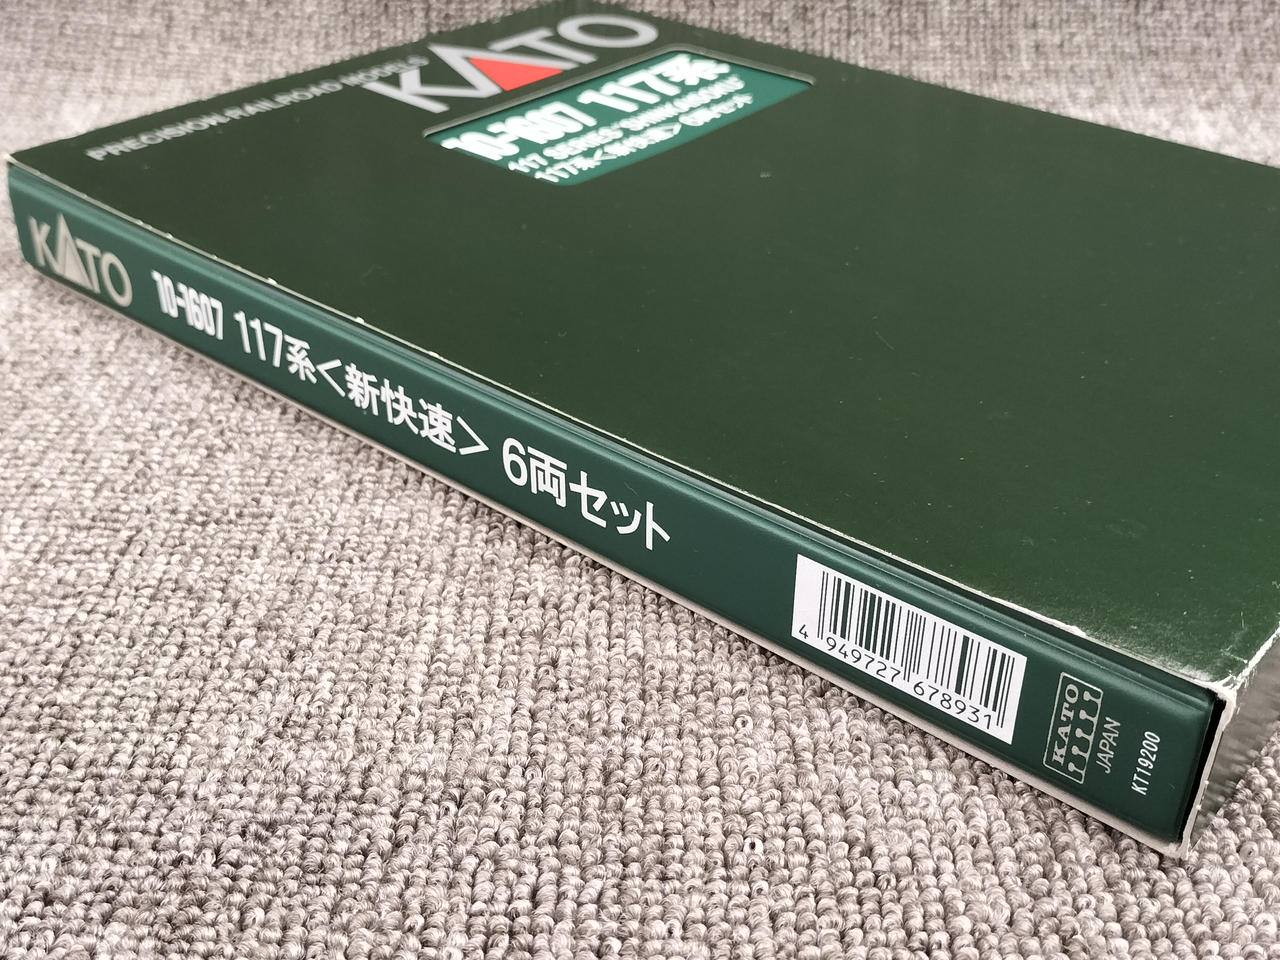 PRECISION RAILROAD MODELS
KATO
10-1607 117系
117 SERIES "SHINKAISOKU"
117系<新快速> 6両セット
KATO
10-1607 117系<新快速> 6両セット
4 949727 678931
KATO
JAPAN
KT19200